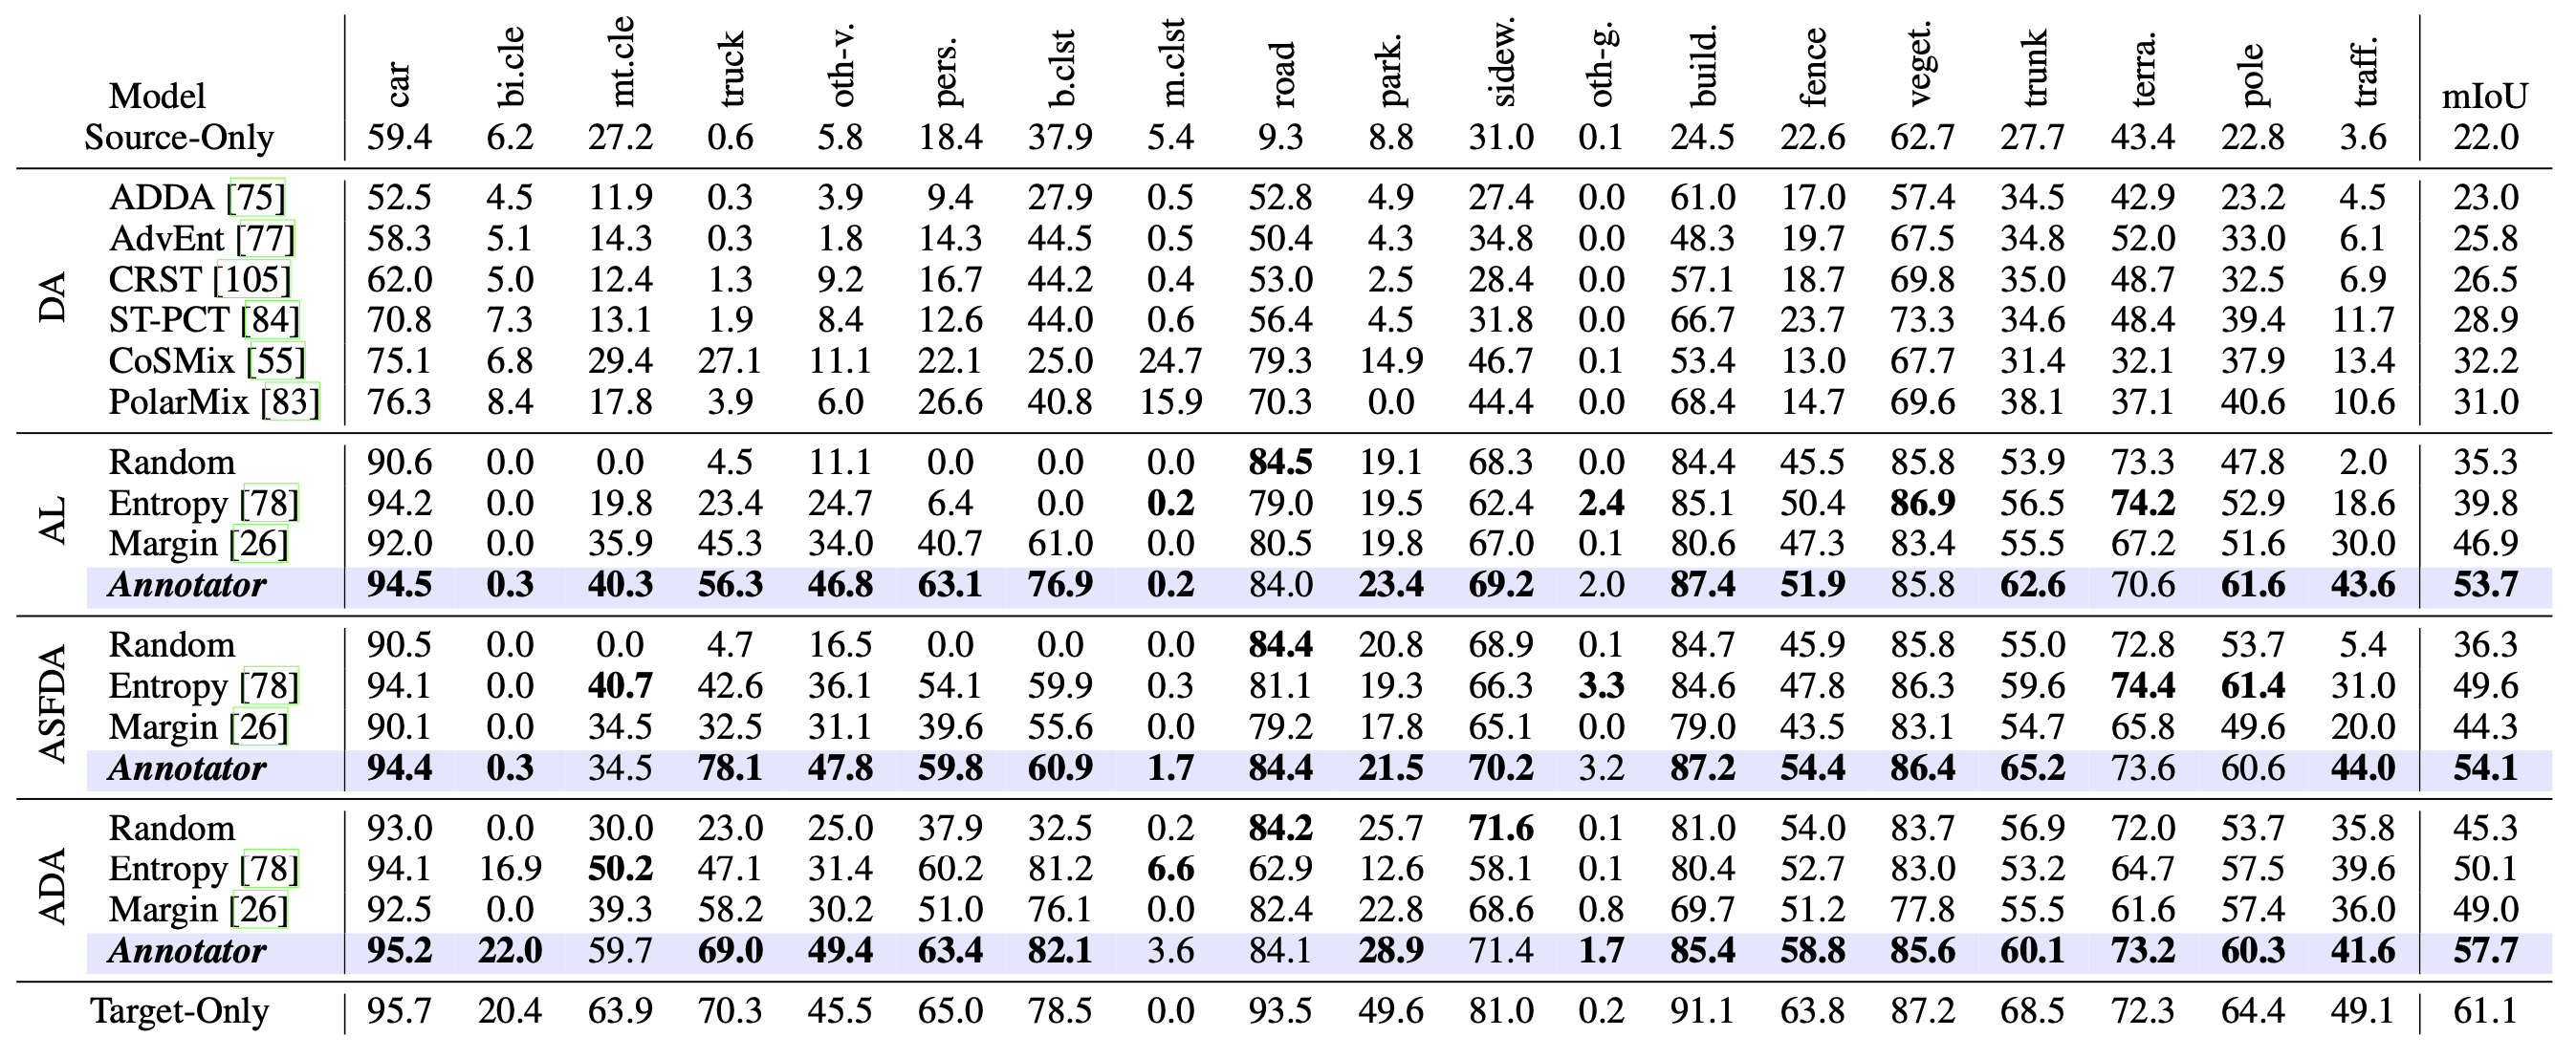 Model car bi.cle mt.cle truck oth-v. pers. b.clst m.clst road park. sidew. oth-g. build. fence veget. trunk terra. pole traff. mIoU
Source-Only 59.4 6.2 27.2 0.6 5.8 18.4 37.9 5.4 9.3 8.8 31.0 0.1 24.5 22.6 62.7 27.7 43.4 22.8 3.6 22.0
DA
ADDA [75] 52.5 4.5 11.9 0.3 3.9 9.4 27.9 0.5 52.8 4.9 27.4 0.0 61.0 17.0 57.4 34.5 42.9 23.2 4.5 23.0
AdvEnt [77] 58.3 5.1 14.3 0.3 1.8 14.3 44.5 0.5 50.4 4.3 34.8 0.0 48.3 19.7 67.5 34.8 52.0 33.0 6.1 25.8
CRST [105] 62.0 5.0 12.4 1.3 9.2 16.7 44.2 0.4 53.0 2.5 28.4 0.0 57.1 18.7 69.8 35.0 48.7 32.5 6.9 26.5
ST-PCT [84] 70.8 7.3 13.1 1.9 8.4 12.6 44.0 0.6 56.4 4.5 31.8 0.0 66.7 23.7 73.3 34.6 48.4 39.4 11.7 28.9
CoSMix [55] 75.1 6.8 29.4 27.1 11.1 22.1 25.0 24.7 79.3 14.9 46.7 0.1 53.4 13.0 67.7 31.4 32.1 37.9 13.4 32.2
PolarMix [83] 76.3 8.4 17.8 3.9 6.0 26.6 40.8 15.9 70.3 0.0 44.4 0.0 68.4 14.7 69.6 38.1 37.1 40.6 10.6 31.0
AL
Random 90.6 0.0 0.0 4.5 11.1 0.0 0.0 0.0 84.5 19.1 68.3 0.0 84.4 45.5 85.8 53.9 73.3 47.8 2.0 35.3
Entropy [78] 94.2 0.0 19.8 23.4 24.7 6.4 0.0 0.2 79.0 19.5 62.4 2.4 85.1 50.4 86.9 56.5 74.2 52.9 18.6 39.8
Margin [26] 92.0 0.0 35.9 45.3 34.0 40.7 61.0 0.0 80.5 19.8 67.0 0.1 80.6 47.3 83.4 55.5 67.2 51.6 30.0 46.9
Annotator 94.5 0.3 40.3 56.3 46.8 63.1 76.9 0.2 84.0 23.4 69.2 2.0 87.4 51.9 85.8 62.6 70.6 61.6 43.6 53.7
ASFDA
Random 90.5 0.0 0.0 4.7 16.5 0.0 0.0 0.0 84.4 20.8 68.9 0.1 84.7 45.9 85.8 55.0 72.8 53.7 5.4 36.3
Entropy [78] 94.1 0.0 40.7 42.6 36.1 54.1 59.9 0.3 81.1 19.3 66.3 3.3 84.6 47.8 86.3 59.6 74.4 61.4 31.0 49.6
Margin [26] 90.1 0.0 34.5 32.5 31.1 39.6 55.6 0.0 79.2 17.8 65.1 0.0 79.0 43.5 83.1 54.7 65.8 49.6 20.0 44.3
Annotator 94.4 0.3 34.5 78.1 47.8 59.8 60.9 1.7 84.4 21.5 70.2 3.2 87.2 54.4 86.4 65.2 73.6 60.6 44.0 54.1
ADA
Random 93.0 0.0 30.0 23.0 25.0 37.9 32.5 0.2 84.2 25.7 71.6 0.1 81.0 54.0 83.7 56.9 72.0 53.7 35.8 45.3
Entropy [78] 94.1 16.9 50.2 47.1 31.4 60.2 81.2 6.6 62.9 12.6 58.1 0.1 80.4 52.7 83.0 53.2 64.7 57.5 39.6 50.1
Margin [26] 92.5 0.0 39.3 58.2 30.2 51.0 76.1 0.0 82.4 22.8 68.6 0.8 69.7 51.2 77.8 55.5 61.6 57.4 36.0 49.0
Annotator 95.2 22.0 59.7 69.0 49.4 63.4 82.1 3.6 84.1 28.9 71.4 1.7 85.4 58.8 85.6 60.1 73.2 60.3 41.6 57.7
Target-Only 95.7 20.4 63.9 70.3 45.5 65.0 78.5 0.0 93.5 49.6 81.0 0.2 91.1 63.8 87.2 68.5 72.3 64.4 49.1 61.1